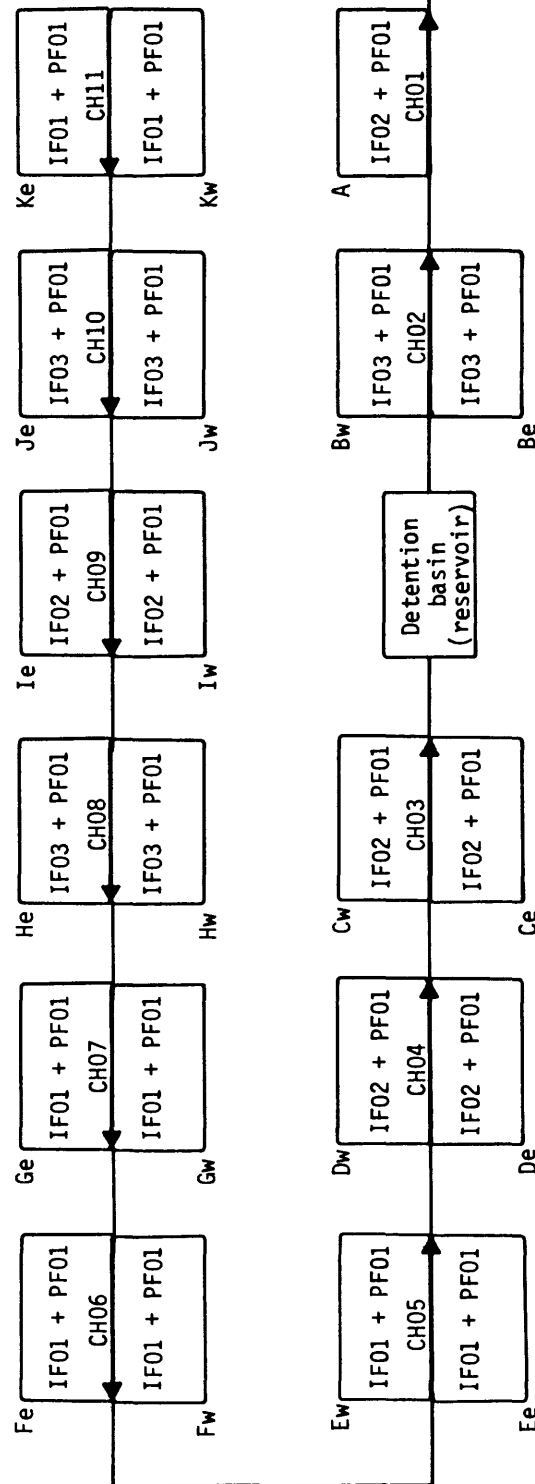 Fe
IF01 + PF01
CH06
IF01 + PF01
Fw
Ge
IF01 + PF01
CH07
IF01 + PF01
Gw
He
IF03 + PF01
CH08
IF03 + PF01
Hw
Ie
IF02 + PF01
CH09
IF02 + PF01
Iw
Je
IF03 + PF01
CH10
IF03 + PF01
Jw
Ke
IF01 + PF01
CH11
IF01 + PF01
Kw
Ew
IF01 + PF01
CH05
IF01 + PF01
Ee
Dw
IF02 + PF01
CH04
IF02 + PF01
De
Cw
IF02 + PF01
CH03
IF02 + PF01
Ce
Detention
basin
(reservoir)
Bw
IF03 + PF01
CH02
IF03 + PF01
Be
A
IF02 + PF01
CH01